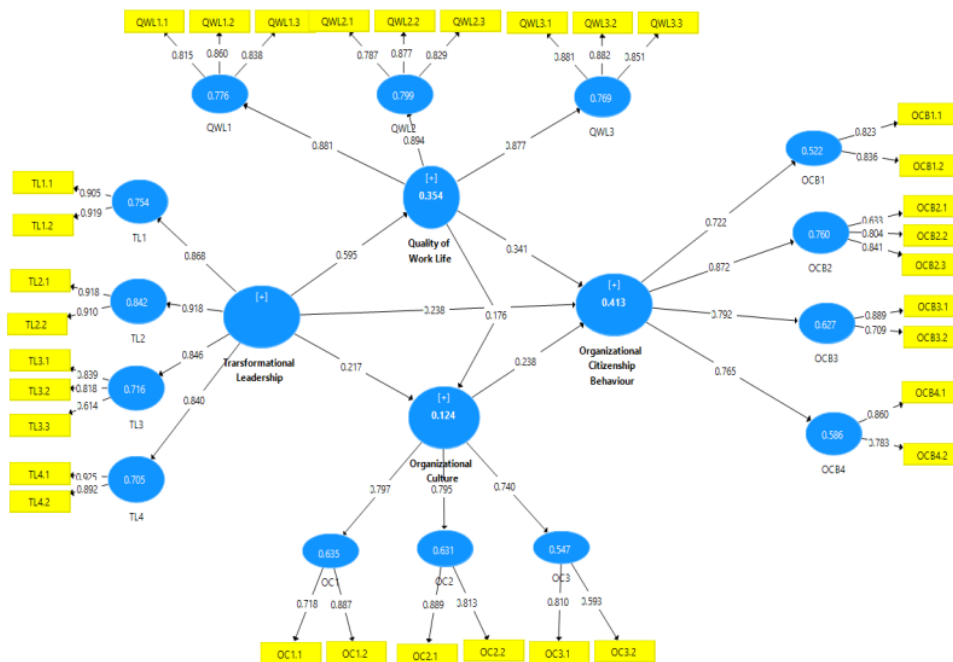 QWL1.1 QWL1.2 QWL1.3 QWL2.1 QWL2.2 QWL2.3 QWL3.1 QWL3.2 QWL3.3
0.815 0.860 0.838 0.787 0.877 0.829 0.881 0.882 0.851
0.776 0.799 0.769
QWL1 QWL2 QWL3
0.881 0.894 0.877
[+]
0.354
Quality of
Work Life
TL1.1
TL1.2
0.905
0.919
0.754
TL1
0.868
TL2.1
TL2.2
0.918
0.910
0.842
TL2
0.918
TL3.1
TL3.2
TL3.3
0.839
0.818
0.614
0.716
TL3
0.846
TL4.1
TL4.2
0.925
0.892
0.705
TL4
0.840
[+]
Transformational
Leadership
0.595
0.238
0.217
0.341
0.176
0.238
[+]
0.413
Organizational
Citizenship
Behaviour
[+]
0.124
Organizational
Culture
0.722
0.872
0.792
0.765
0.522
OCB1
0.823
0.836
OCB1.1
OCB1.2
0.760
OCB2
0.633
0.804
0.841
OCB2.1
OCB2.2
OCB2.3
0.627
OCB3
0.889
0.709
OCB3.1
OCB3.2
0.586
OCB4
0.860
0.783
OCB4.1
OCB4.2
0.797 0.795 0.740
0.635 0.631 0.547
OC1 OC2 OC3
0.718 0.887 0.889 0.813 0.810 0.593
OC1.1 OC1.2 OC2.1 OC2.2 OC3.1 OC3.2